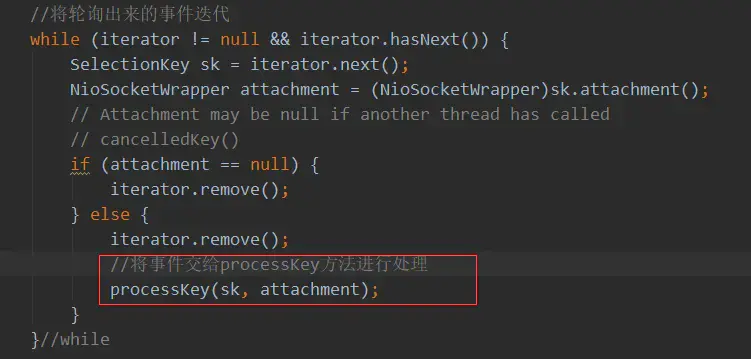 //将轮询出来的事件迭代
while (iterator != null && iterator.hasNext()) {
    SelectionKey sk = iterator.next();
    NioSocketWrapper attachment = (NioSocketWrapper)sk.attachment();
    // Attachment may be null if another thread has called
    // cancelledKey()
    if (attachment == null) {
        iterator.remove();
    } else {
        iterator.remove();
        //将事件交给processKey方法进行处理
        processKey(sk, attachment);
    }
}//while